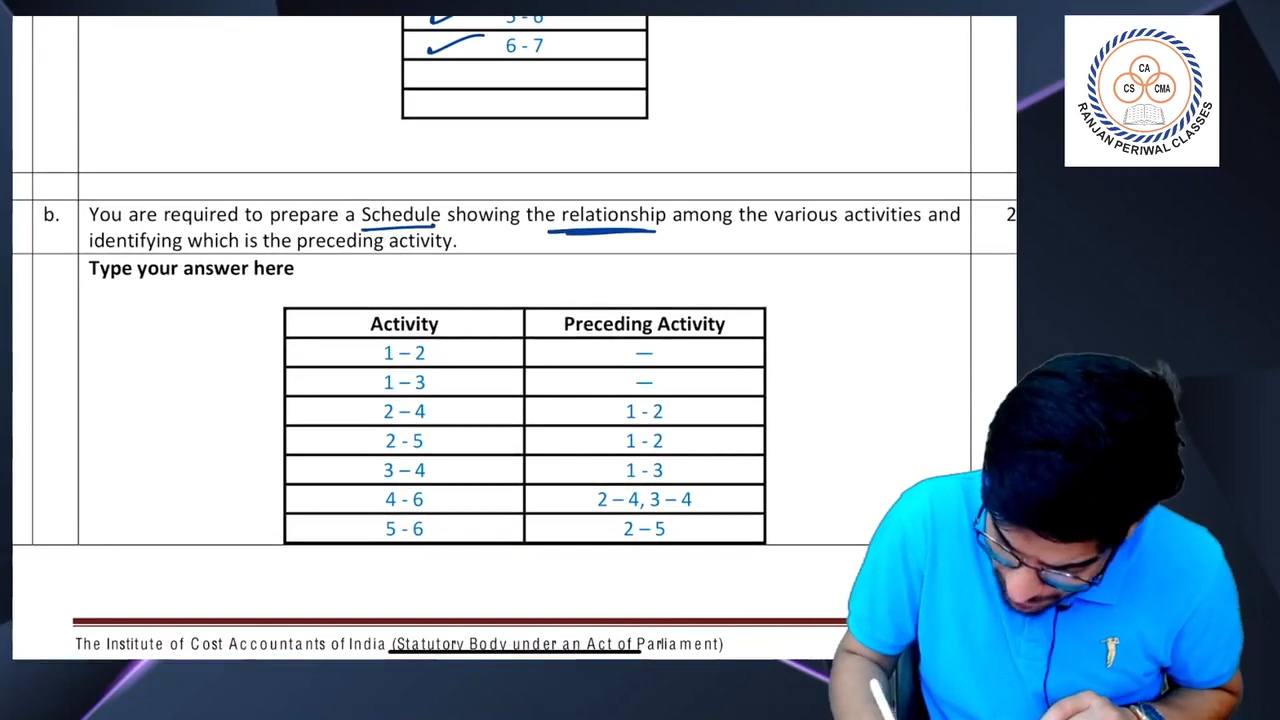 5 - 6
6 - 7
b. You are required to prepare a Schedule showing the relationship among the various activities and 2
identifying which is the preceding activity.
Type your answer here
Activity Preceding Activity
1 – 2 —
1 – 3 —
2 – 4 1 - 2
2 - 5 1 - 2
3 – 4 1 - 3
4 - 6 2 – 4, 3 – 4
5 - 6 2 – 5
The Institute of Cost Accountants of India (Statutory Body under an Act of Parliament)
CA
CS CMA
RANJAN PERIWAL CLASSES